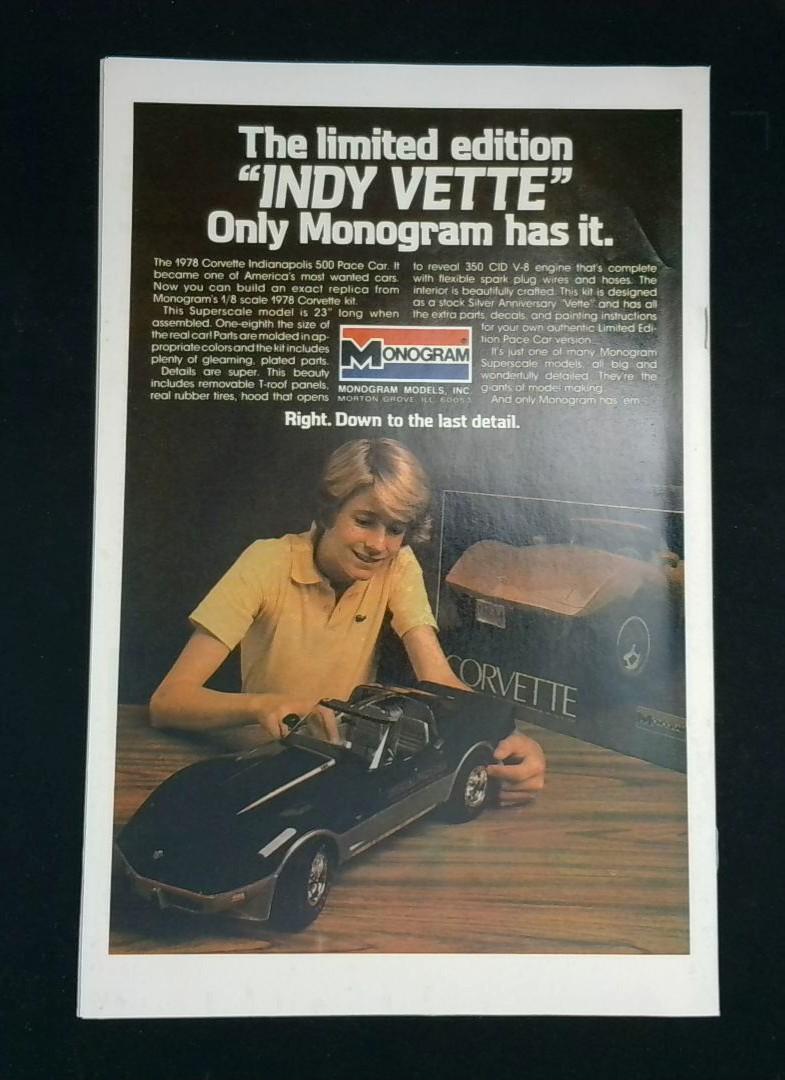 The limited edition
“INDY VETTE”
Only Monogram has it.
The 1978 Corvette Indianapolis 500 Pace Car. It
became one of America's most wanted cars.
Now you can build an exact replica from
Monogram's 1/8 scale 1978 Corvette kit.
This Superscale model is 23" long when
assembled. One-eighth the size of
the real car! Parts are molded in ap-
propriate colors and the kit includes
plenty of gleaming, plated parts.
Details are super. This beauty
includes removable T-roof panels,
real rubber tires, hood that opens
to reveal 350 CID V-8 engine that's complete
with flexible spark plug wires and hoses. The
interior is beautifully crafted. This kit is designed
as a stock Silver Anniversary 'Vette" and has all
the extra parts, decals, and painting instructions
for your own authentic Limited Edi-
tion Pace Car version.
It's just one of many Monogram
Superscale models, all big and
wonderfully detailed. They're the
giants of model making.
And only Monogram has 'em.
MONOGRAM
MONOGRAM MODELS, INC.
MORTON GROVE, ILL. 60053
Right. Down to the last detail.
CORVETTE